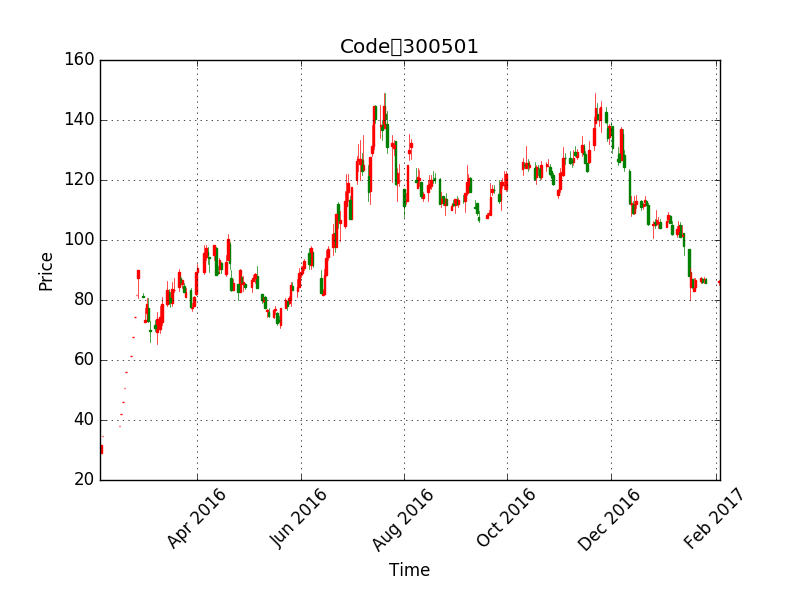 Code□300501
160
140
120
100
80
60
40
20
Price
Apr 2016
Jun 2016
Aug 2016
Oct 2016
Dec 2016
Feb 2017
Time